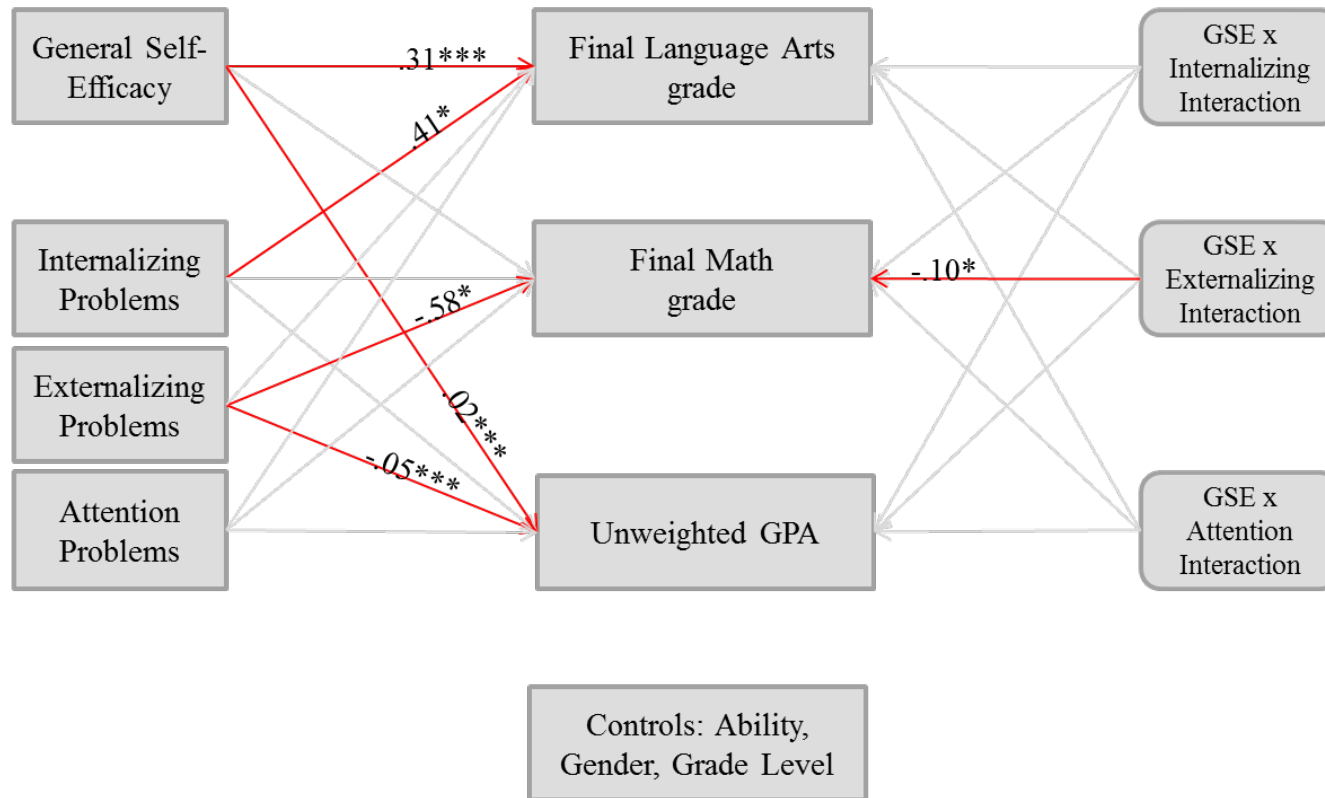 General Self-
Efficacy
.31***
Final Language Arts
grade
GSE x
Internalizing
Interaction
.41*
Internalizing
Problems
Final Math
grade
-.10*
GSE x
Externalizing
Interaction
-.58*
Externalizing
Problems
.02***
-.05***
Attention
Problems
Unweighted GPA
GSE x
Attention
Interaction
Controls: Ability,
Gender, Grade Level